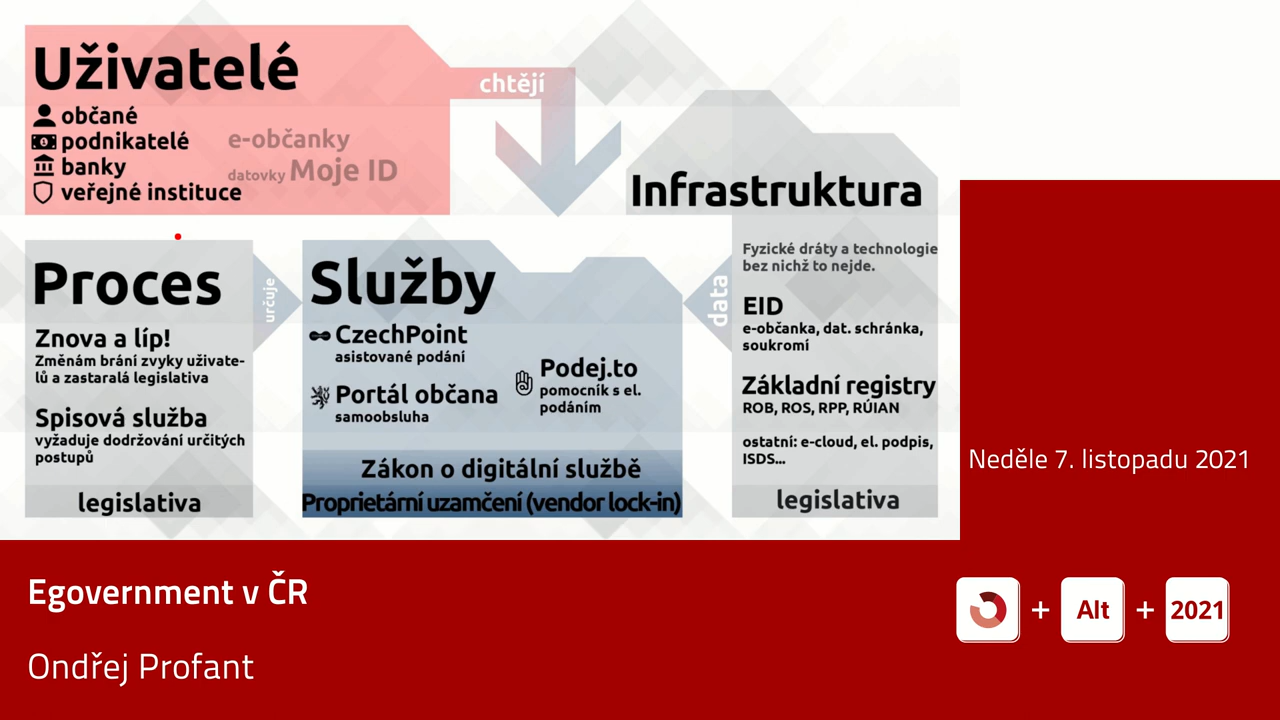 Uživatelé
občané
podnikatelé
banky
veřejné instituce
e-občanky
datovky Moje ID
chtějí
Infrastruktura
Fyzické dráty a technologie
bez nichž to nejde.
EID
e-občanka, dat. schránka,
soukromí
Základní registry
ROB, ROS, RPP, RÚIAN
ostatní: e-cloud, el. podpis,
ISDS...
legislativa
data
Proces
Znova a líp!
Změnám brání zvyky uživate-
lů a zastaralá legislativa
Spisová služba
vyžaduje dodržování určitých
postupů
legislativa
určuje
Služby
CzechPoint
asistované podání
Portál občana
samoobsluha
Podej.to
pomocník s el.
podáním
Zákon o digitální službě
Proprietární uzamčení (vendor lock-in)
Neděle 7. listopadu 2021
Egovernment v ČR
Ondřej Profant
+ Alt + 2021